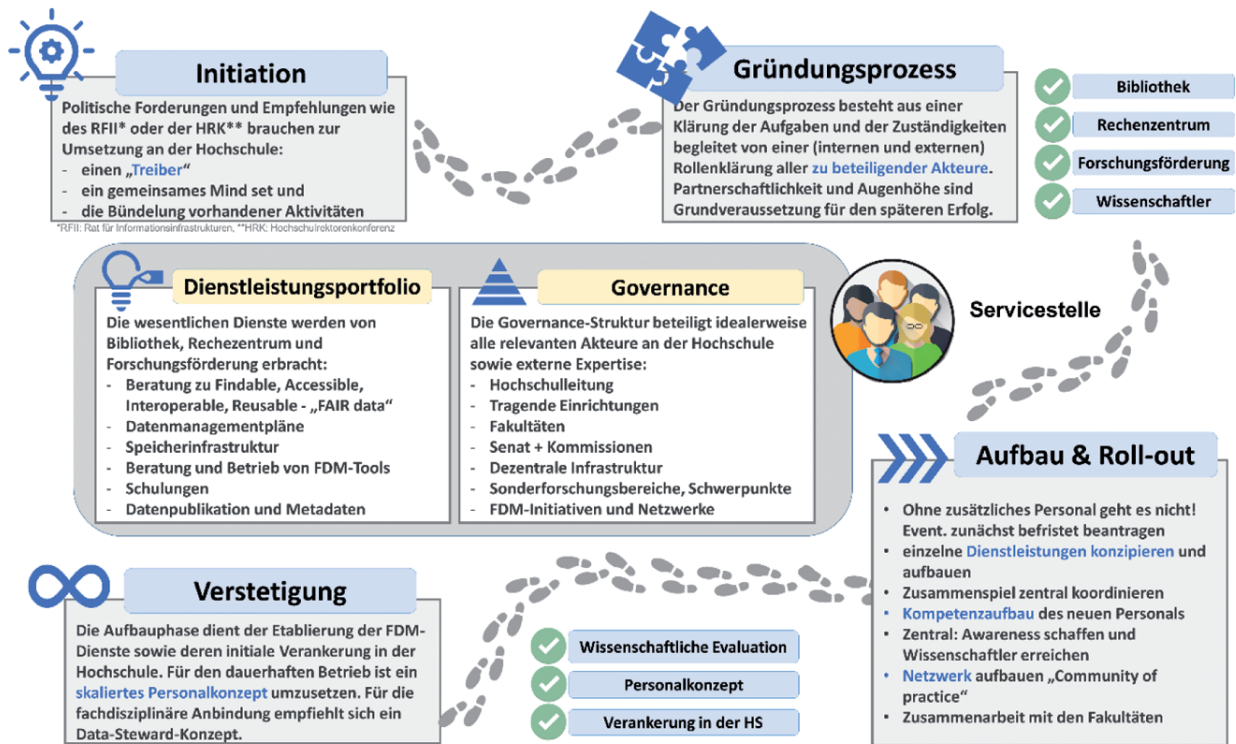 Initiation
Politische Forderungen und Empfehlungen wie
des RFII* oder der HRK** brauchen zur
Umsetzung an der Hochschule:
- einen „Treiber“
- ein gemeinsames Mind set und
- die Bündelung vorhandener Aktivitäten
*RFII: Rat für Informationsinfrastrukturen, **HRK: Hochschulrektorenkonferenz
Gründungsprozess
Der Gründungsprozess besteht aus einer
Klärung der Aufgaben und der Zuständigkeiten
begleitet von einer (internen und externen)
Rollenklärung aller zu beteiligender Akteure.
Partnerschaftlichkeit und Augenhöhe sind
Grundveraussetzung für den späteren Erfolg.
Bibliothek
Rechenzentrum
Forschungsförderung
Wissenschaftler
Dienstleistungsportfolio
Die wesentlichen Dienste werden von
Bibliothek, Rechezentrum und
Forschungsförderung erbracht:
- Beratung zu Findable, Accessible,
Interoperable, Reusable - „FAIR data“
- Datenmanagementpläne
- Speicherinfrastruktur
- Beratung und Betrieb von FDM-Tools
- Schulungen
- Datenpublikation und Metadaten
Governance
Die Governance-Struktur beteiligt idealerweise
alle relevanten Akteure an der Hochschule
sowie externe Expertise:
- Hochschulleitung
- Tragende Einrichtungen
- Fakultäten
- Senat + Kommissionen
- Dezentrale Infrastruktur
- Sonderforschungsbereiche, Schwerpunkte
- FDM-Initiativen und Netzwerke
Servicestelle
Aufbau & Roll-out
• Ohne zusätzliches Personal geht es nicht!
Event. zunächst befristet beantragen
• einzelne Dienstleistungen konzipieren und
aufbauen
• Zusammenspiel zentral koordinieren
• Kompetenzaufbau des neuen Personals
• Zentral: Awareness schaffen und
Wissenschaftler erreichen
• Netzwerk aufbauen „Community of
practice“
• Zusammenarbeit mit den Fakultäten
Verstetigung
Die Aufbauphase dient der Etablierung der FDM-
Dienste sowie deren initiale Verankerung in der
Hochschule. Für den dauerhaften Betrieb ist ein
skaliertes Personalkonzept umzusetzen. Für die
fachdisziplinäre Anbindung empfiehlt sich ein
Data-Steward-Konzept.
Wissenschaftliche Evaluation
Personalkonzept
Verankerung in der HS